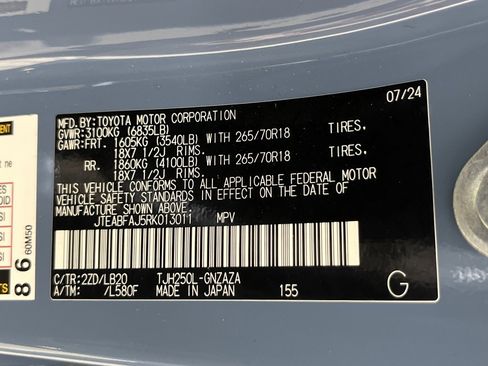 07/24
MFD.BY:TOYOTA MOTOR CORPORATION
GVWR:3100KG (6835LB)
GAWR:FRT. 1605KG (3540LB) WITH 265/70R18 TIRES,
18X7 1/2J RIMS.
RR. 1860KG (4100LB) WITH 265/70R18 TIRES,
18X7 1/2J RIMS.
THIS VEHICLE CONFORMS TO ALL APPLICABLE FEDERAL MOTOR
VEHICLE SAFETY STANDARDS IN EFFECT ON THE DATE OF
MANUFACTURE SHOWN ABOVE.
JTEABFAJ5RK013011 MPV
C/TR:2ZD/LB20 TJH250L-GNZAZA
A/TM: /L580F MADE IN JAPAN 155
G
86
60M50